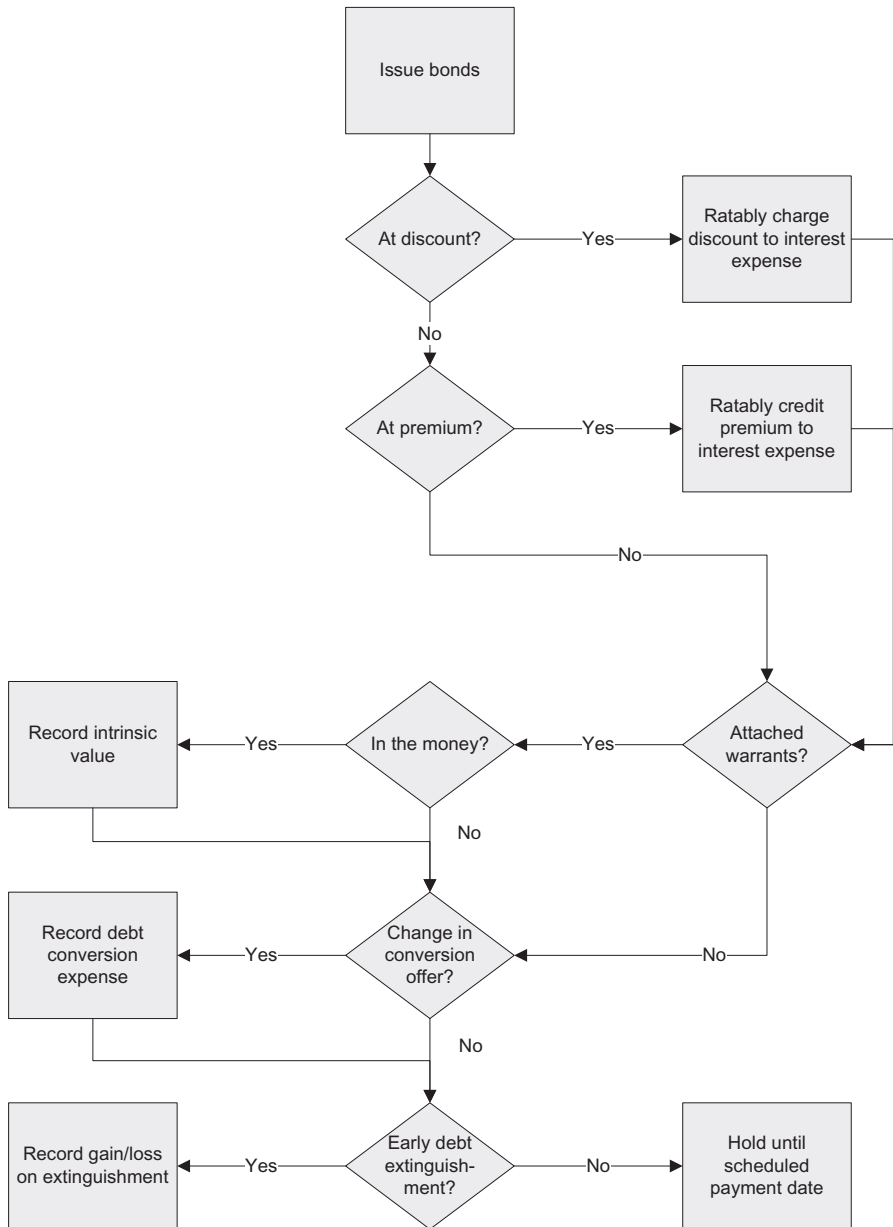 Issue bonds
At discount?
Yes
Ratably charge
discount to interest
expense
No
At premium?
Yes
Ratably credit
premium to
interest expense
No
Record intrinsic
value
Yes
In the money?
Yes
Attached
warrants?
No
Record debt
conversion
expense
Yes
Change in
conversion
offer?
No
No
Record gain/loss
on extinguishment
Yes
Early debt
extinguish-
ment?
No
Hold until
scheduled
payment date